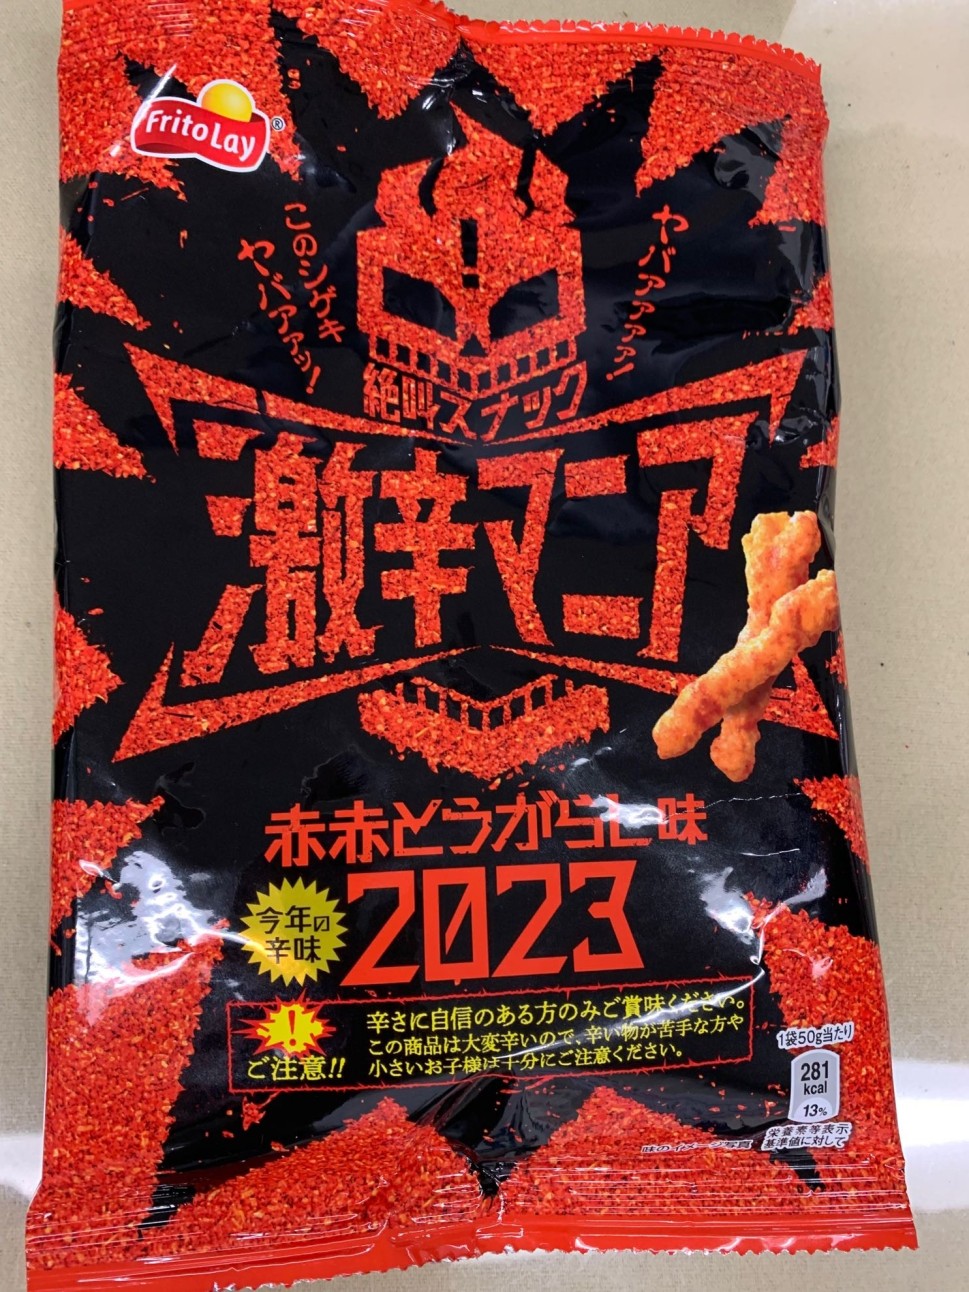 Frito Lay®
このシゲキ
ヤバアァッ!
ヤバアァァァ!
絶叫スナック
激辛マニア
赤赤とうがらし味
今年の
辛味
2023
ご注意!!
辛さに自信のある方のみご賞味ください。
この商品は大変辛いので、辛い物が苦手な方や
小さいお子様は十分にご注意ください。
1袋50g当たり
281
kcal
13%
栄養素等表示
基準値に対して
味のイメージ写真